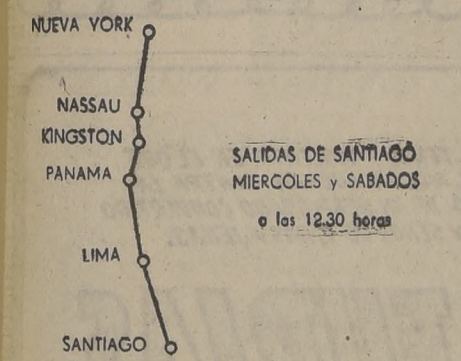 NUEVA YORK
NASSAU
KINGSTON
PANAMA
LIMA
SANTIAGO
SALIDAS DE SANTIAGO
MIERCOLES y SABADOS
a las 12.30 horas